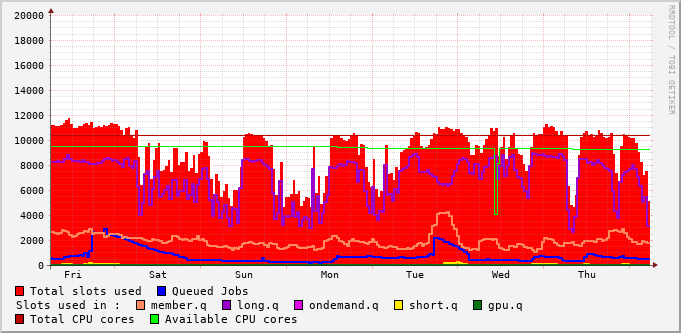 20000
18000
16000
14000
12000
10000
8000
6000
4000
2000
0
Fri Sat Sun Mon Tue Wed Thu
RRDTOOL / TOBI OETIKER
Total slots used Queued Jobs
Slots used in : member.q long.q ondemand.q short.q gpu.q
Total CPU cores Available CPU cores